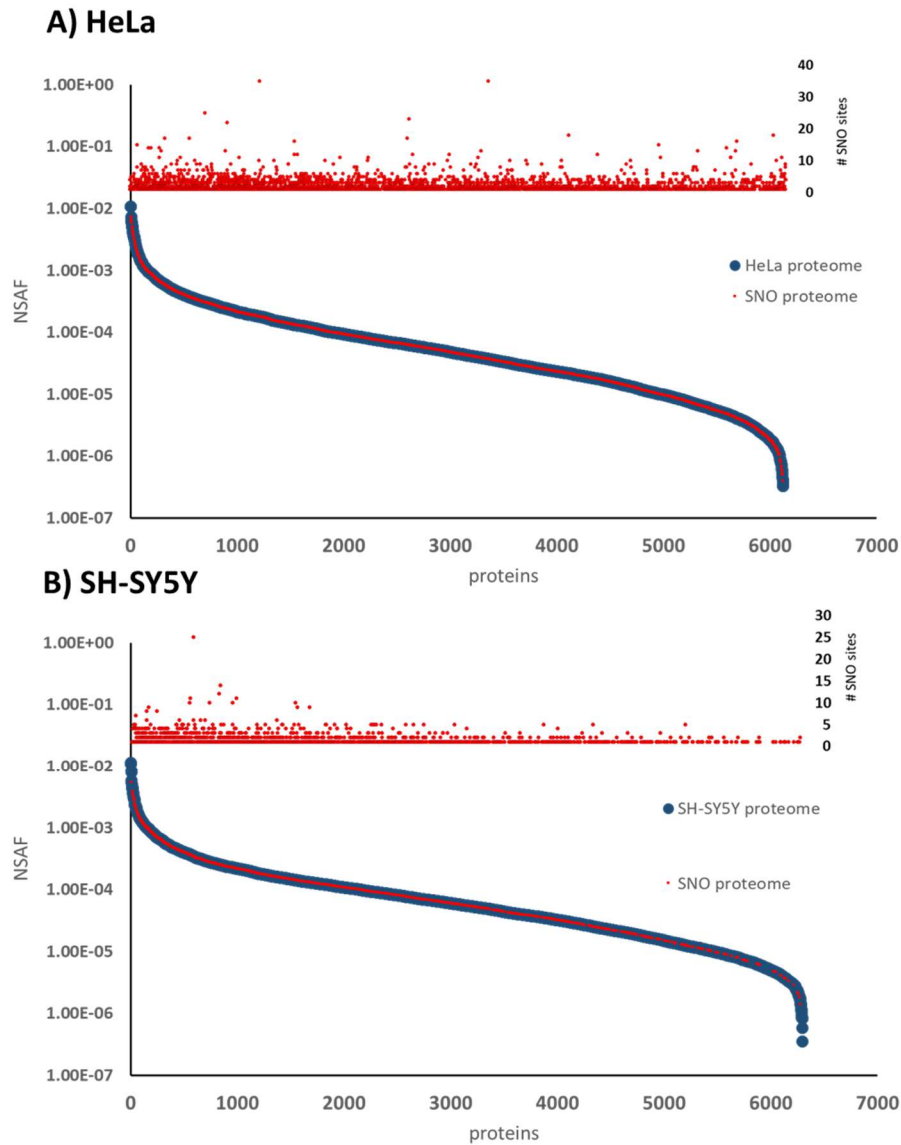 A) HeLa
40
1.00E+00
30
1.00E-01
20
10
0
# SNO sites
1.00E-02
1.00E-03
HeLa proteome
SNO proteome
NSAF
1.00E-04
1.00E-05
1.00E-06
1.00E-07
0 1000 2000 3000 4000 5000 6000 7000
proteins
B) SH-SY5Y
30
1.00E+00
25
20
15
1.00E-01
10
5
0
# SNO sites
1.00E-02
1.00E-03
SH-SY5Y proteome
NSAF
1.00E-04
SNO proteome
1.00E-05
1.00E-06
1.00E-07
0 1000 2000 3000 4000 5000 6000 7000
proteins